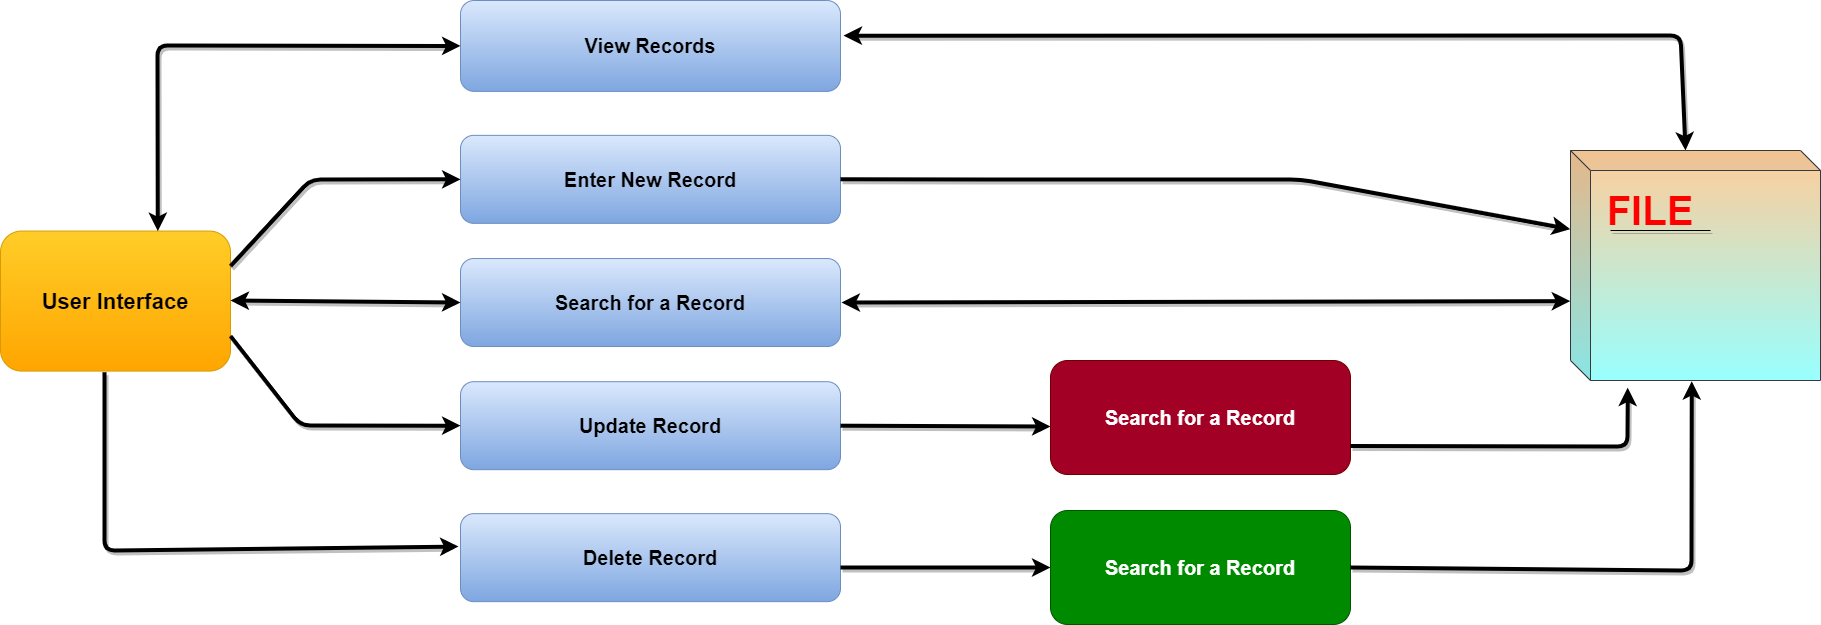 View Records
Enter New Record
FILE
User Interface
Search for a Record
Update Record
Search for a Record
Delete Record
Search for a Record